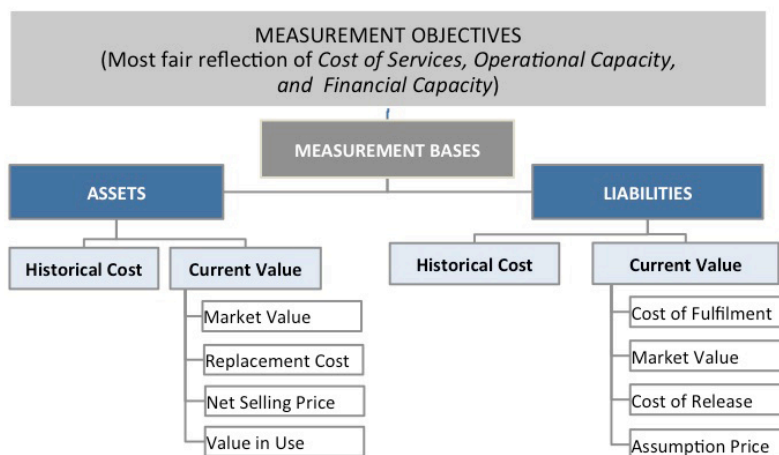 MEASUREMENT OBJECTIVES
(Most fair reflection of Cost of Services, Operational Capacity,
and Financial Capacity)
MEASUREMENT BASES
ASSETS
Historical Cost
Current Value
Market Value
Replacement Cost
Net Selling Price
Value in Use
LIABILITIES
Historical Cost
Current Value
Cost of Fulfilment
Market Value
Cost of Release
Assumption Price